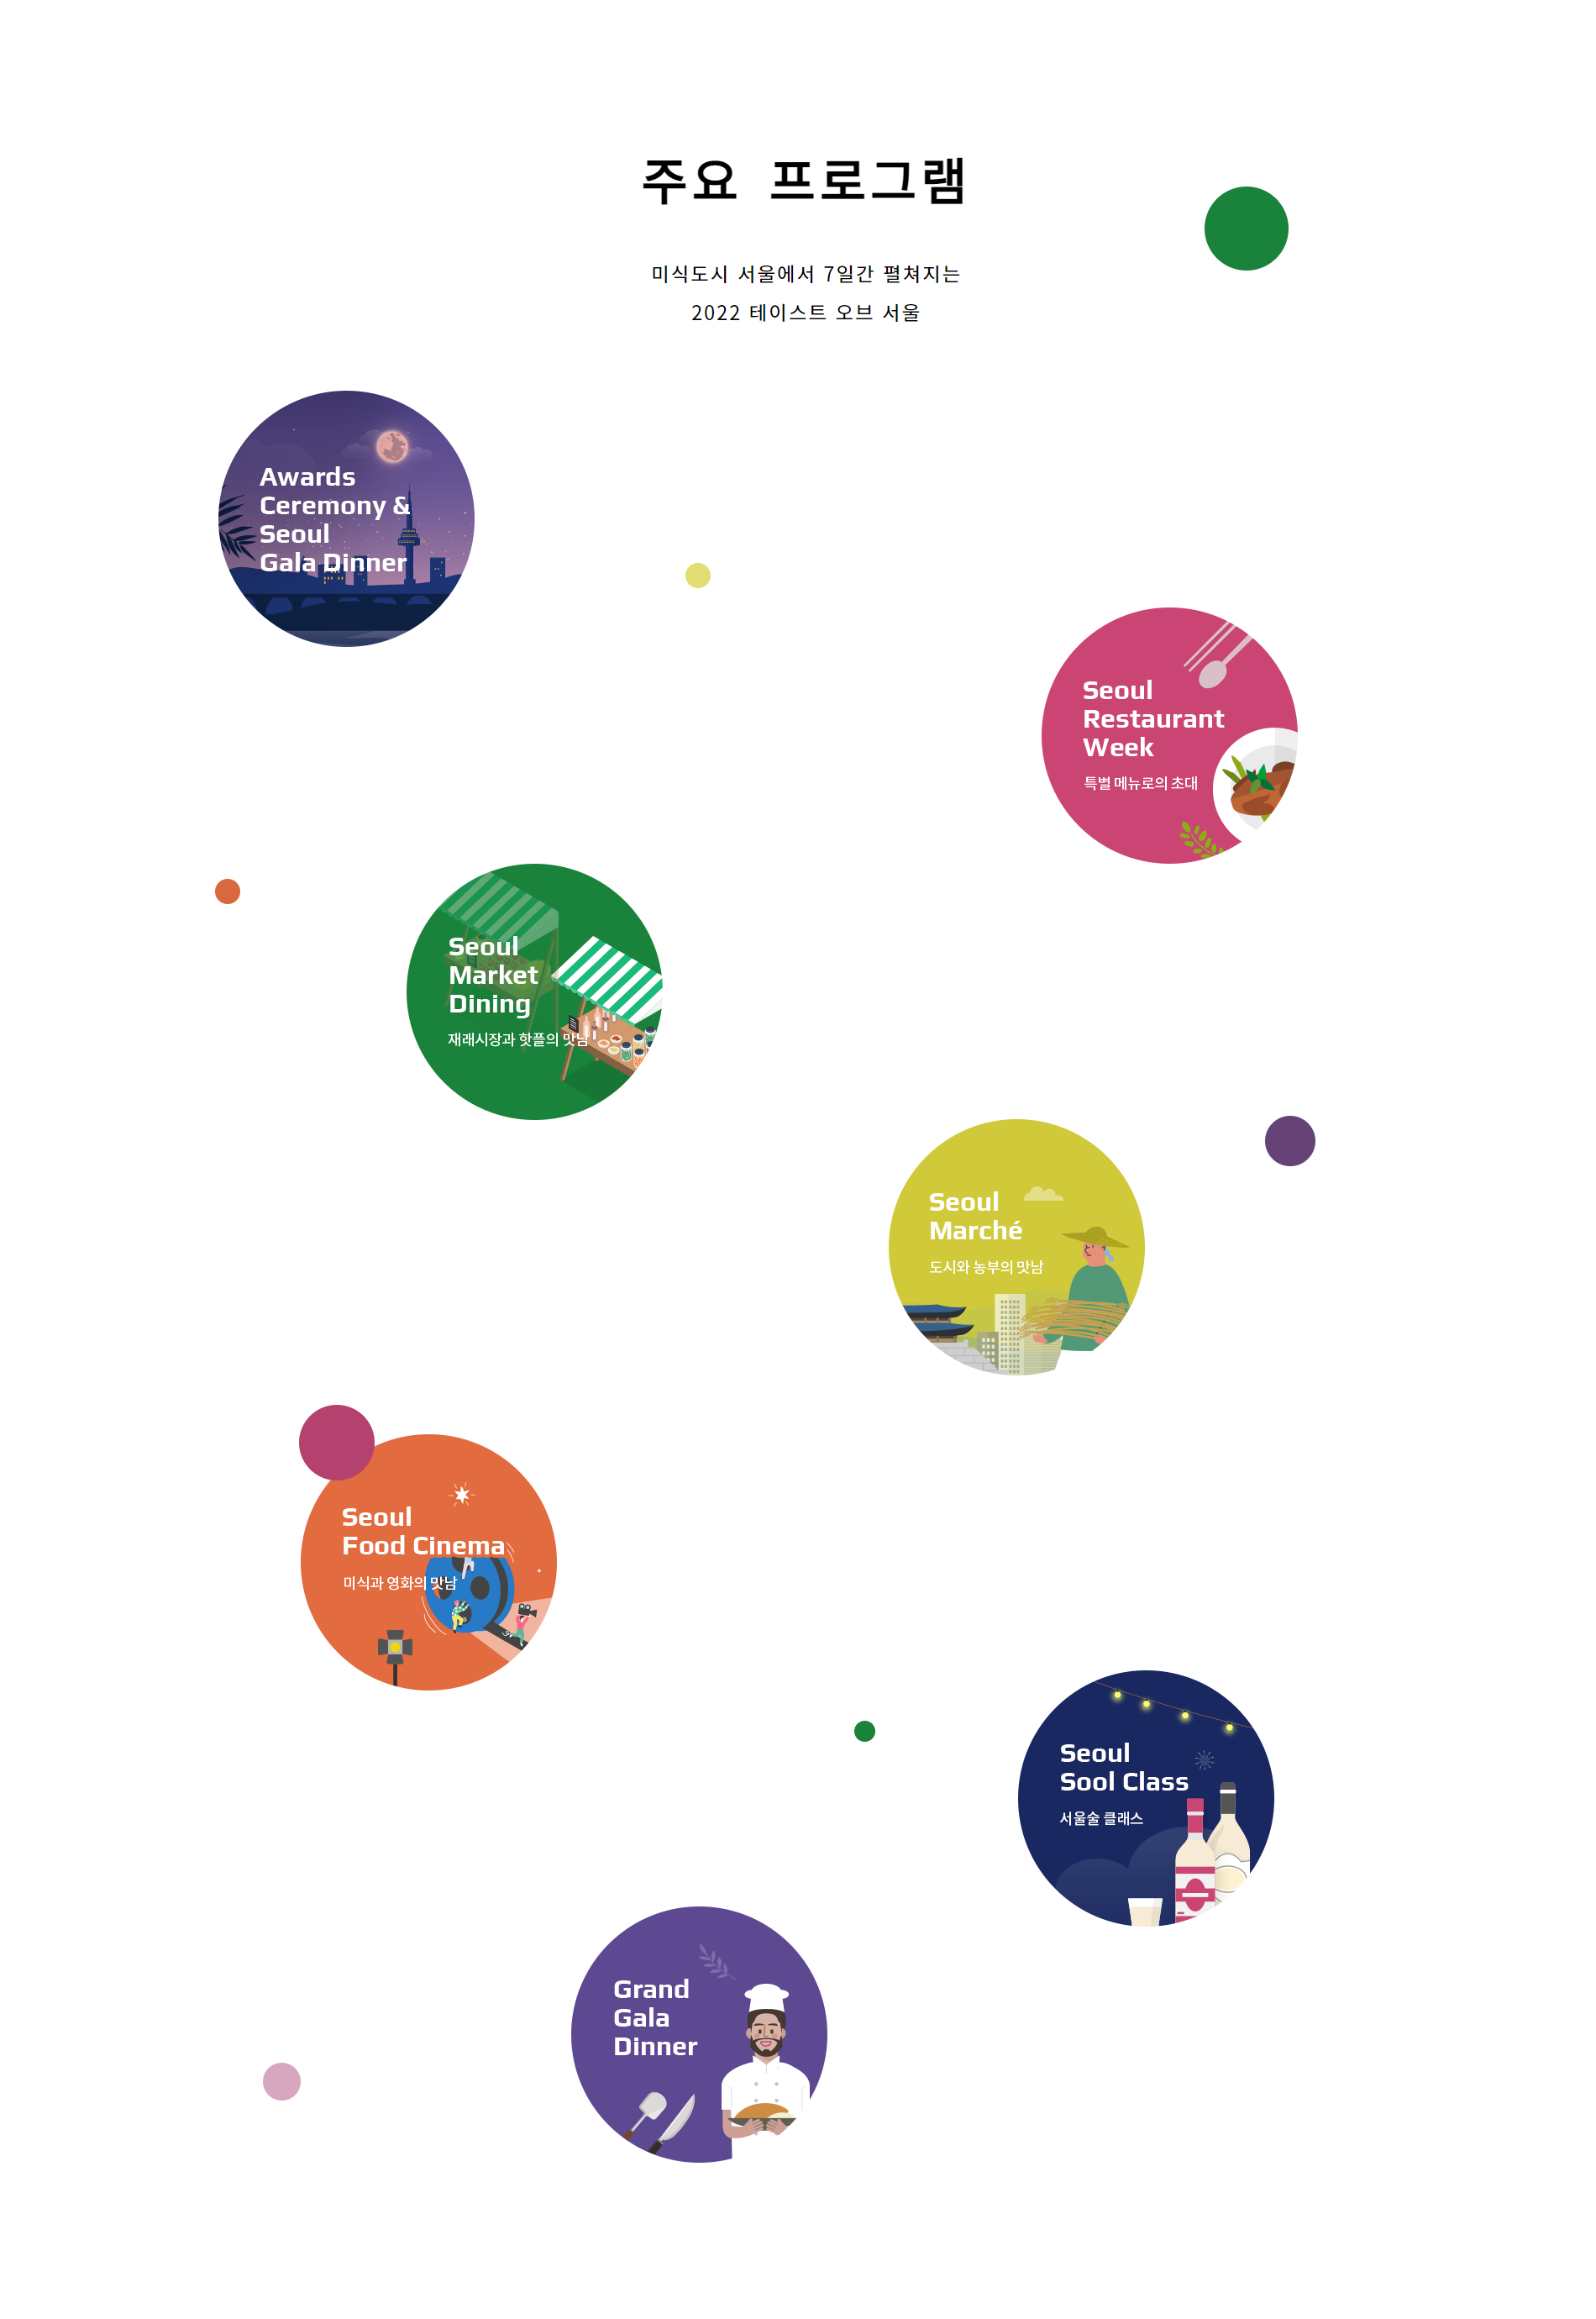 주요 프로그램
미식도시 서울에서 7일간 펼쳐지는
2022 테이스트 오브 서울
Awards
Ceremony &
Seoul
Gala Dinner
Seoul
Restaurant
Week
특별 메뉴로의 초대
Seoul
Market
Dining
재래시장과 핫플의 맛남
Seoul
Marché
도시와 농부의 맛남
Seoul
Food Cinema
미식과 영화의 맛남
Seoul
Sool Class
서울술 클래스
Grand
Gala
Dinner